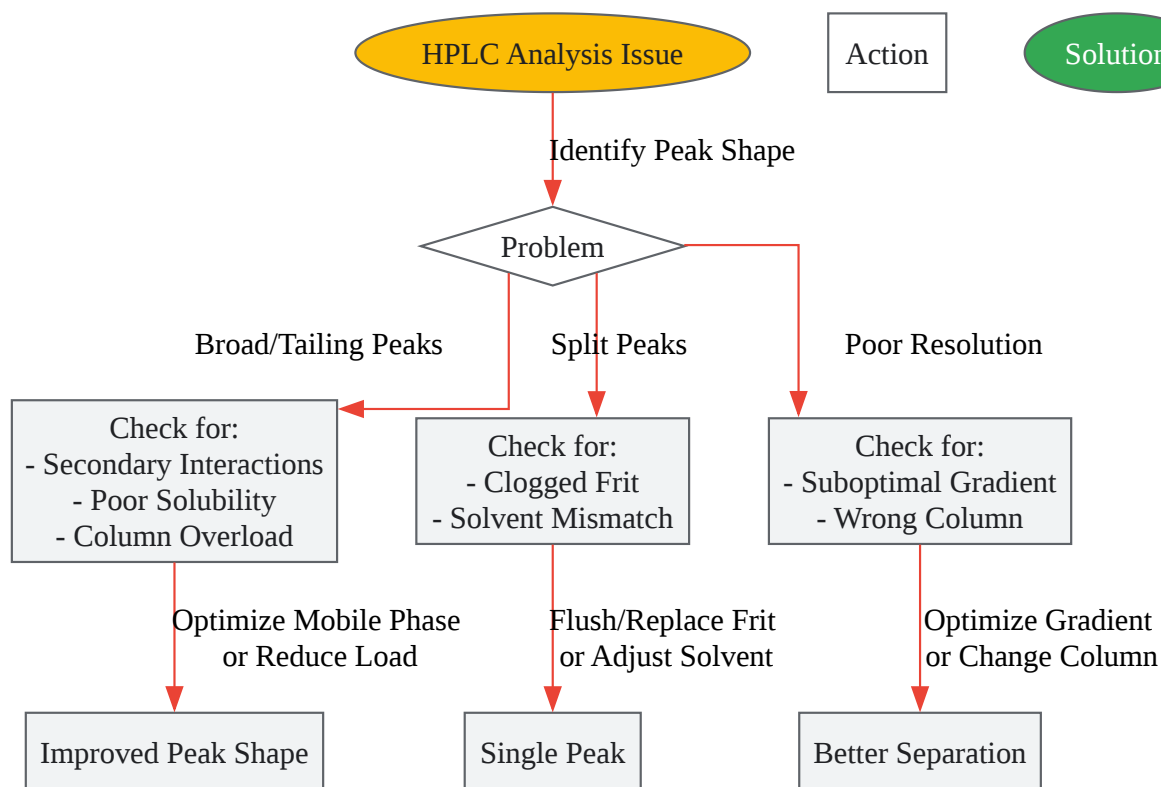 HPLC Analysis Issue
Action
Solution
Identify Peak Shape
Problem
Broad/Tailing Peaks
Split Peaks
Poor Resolution
Check for:
- Secondary Interactions
- Poor Solubility
- Column Overload
Check for:
- Clogged Frit
- Solvent Mismatch
Check for:
- Suboptimal Gradient
- Wrong Column
Optimize Mobile Phase
or Reduce Load
Flush/Replace Frit
or Adjust Solvent
Optimize Gradient
or Change Column
Improved Peak Shape
Single Peak
Better Separation